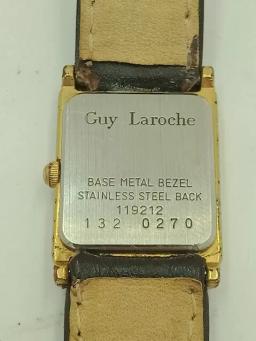 Guy Laroche
BASE METAL BEZEL
STAINLESS STEEL BACK
119212
132 0270